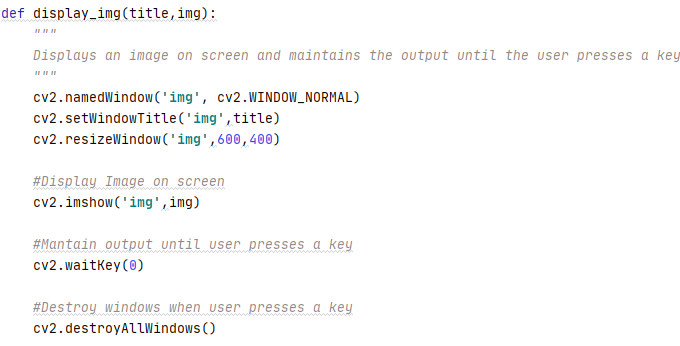 def display_img(title,img):
    """
    Displays an image on screen and maintains the output until the user presses a key
    """
    cv2.namedWindow('img', cv2.WINDOW_NORMAL)
    cv2.setWindowTitle('img',title)
    cv2.resizeWindow('img',600,400)

    #Display Image on screen
    cv2.imshow('img',img)

    #Mantain output until user presses a key
    cv2.waitKey(0)

    #Destroy windows when user presses a key
    cv2.destroyAllWindows()